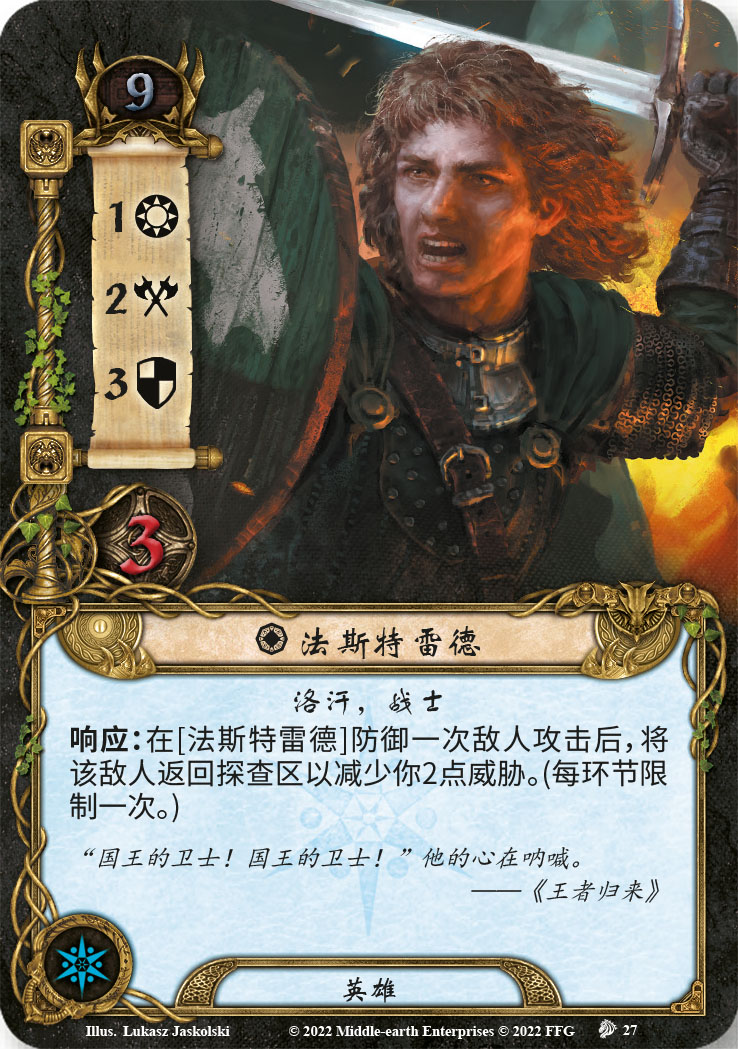 9
1
2
3
3
法斯特雷德
洛汗，战士
响应：在[法斯特雷德]防御一次敌人攻击后，将
该敌人返回探查区以减少你2点威胁。(每环节限
制一次。)
“国王的卫士！国王的卫士！”他的心在呐喊。
——《王者归来》
英雄
Illus. Lukasz Jaskolski © 2022 Middle-earth Enterprises © 2022 FFG 27